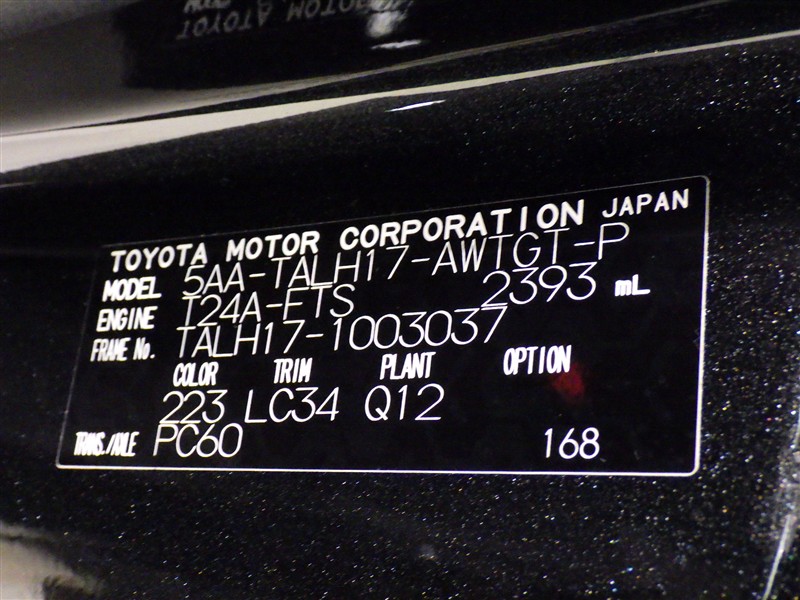 TOYOTA MOTOR CORPORATION JAPAN
MODEL 5AA-TALH17-AWTGT-P
ENGINE T24A-FTS 2393 mL
FRAME No. TALH17-1003037
COLOR TRIM PLANT OPTION
223 LC34 Q12
TRANS./AXLE PC60 168